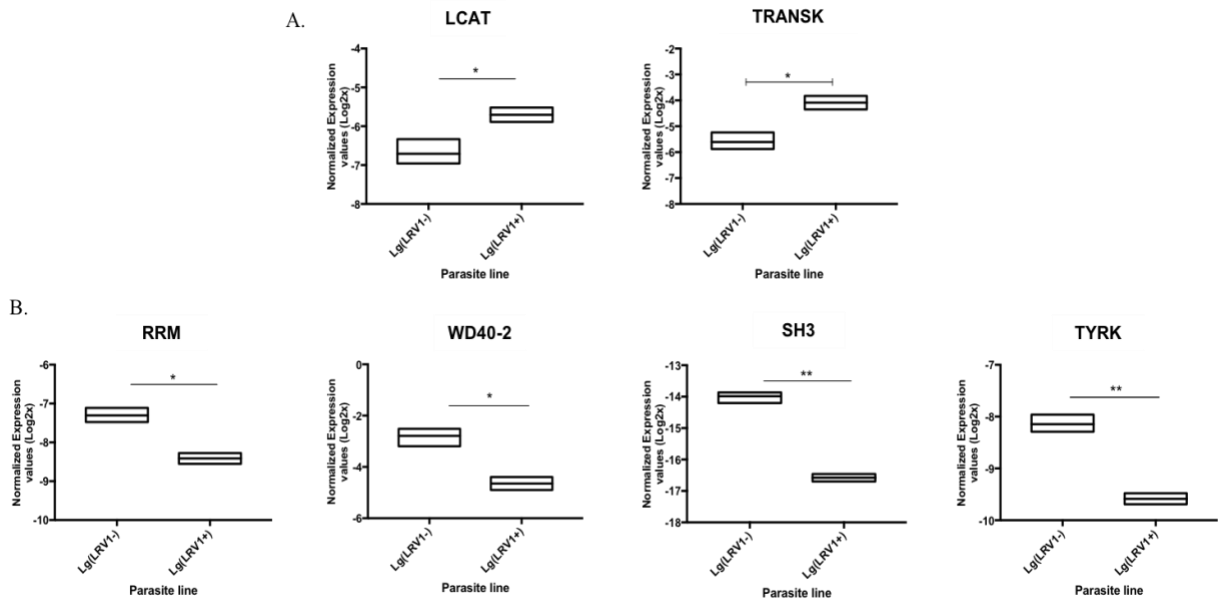 A.
LCAT
Normalized Expression
values (Log2x)
-4
-5
-6
-7
-8
*
Lg(LRV1-)
Lg(LRV1+)
Parasite line
TRANSK
Normalized Expression
values (Log2x)
-2
-3
-4
-5
-6
-7
-8
*
Lg(LRV1-)
Lg(LRV1+)
Parasite line
B.
RRM
Normalized Expression
values (Log2x)
-6
-7
-8
-9
-10
*
Lg(LRV1-)
Lg(LRV1+)
Parasite line
WD40-2
Normalized Expression
values (Log2x)
0
-2
-4
-6
*
Lg(LRV1-)
Lg(LRV1+)
Parasite line
SH3
Normalized Expression
values (Log2x)
-13
-14
-15
-16
-17
-18
**
Lg(LRV1-)
Lg(LRV1+)
Parasite line
TYRK
Normalized Expression
values (Log2x)
-7
-8
-9
-10
**
Lg(LRV1-)
Lg(LRV1+)
Parasite line